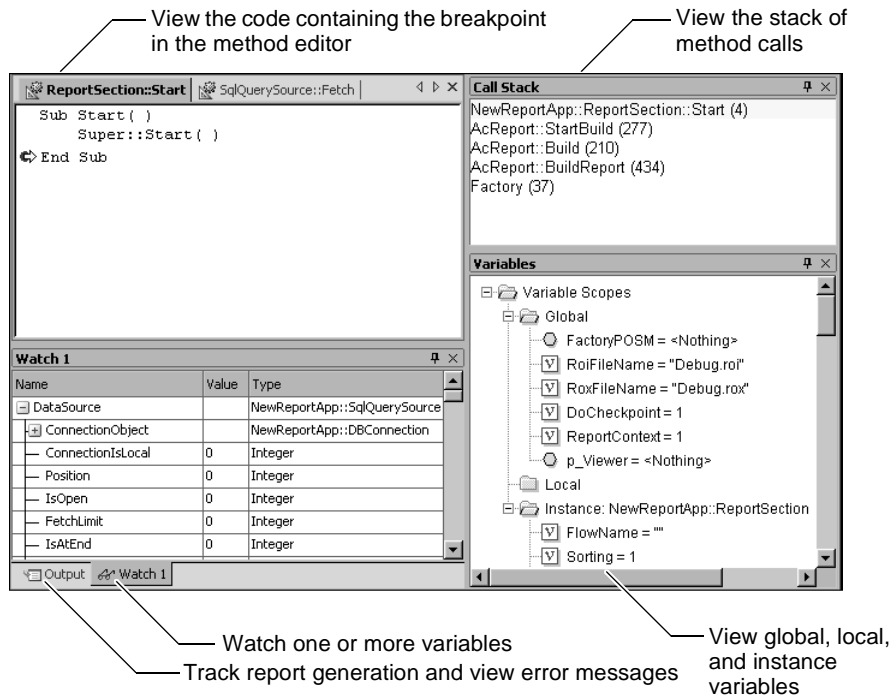 View the code containing the breakpoint
in the method editor
View the stack of
method calls
ReportSection::Start
SqlQuerySource::Fetch
Sub Start( )
Super::Start( )
End Sub
Call Stack
NewReportApp::ReportSection::Start (4)
AcReport::StartBuild (277)
AcReport::Build (210)
AcReport::BuildReport (434)
Factory (37)
Variables
Variable Scopes
Global
FactoryPOSM = <Nothing>
RoiFileName = "Debug.roi"
RoxFileName = "Debug.rox"
DoCheckpoint = 1
ReportContext = 1
p_Viewer = <Nothing>
Local
Instance: NewReportApp::ReportSection
FlowName = ""
Sorting = 1
Watch 1
Name Value Type
DataSource NewReportApp::SqlQuerySource
ConnectionObject NewReportApp::DBConnection
ConnectionIsLocal 0 Integer
Position 0 Integer
IsOpen 0 Integer
FetchLimit 0 Integer
IsAtEnd 0 Integer
Output Watch 1
Watch one or more variables
Track report generation and view error messages
View global, local,
and instance
variables